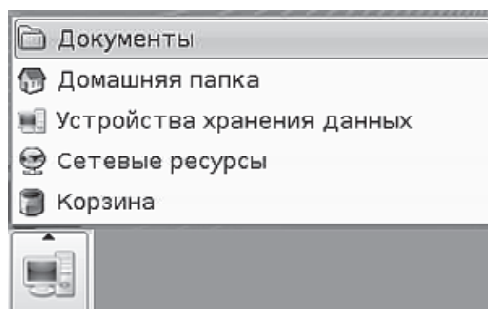 Документы
Домашняя папка
Устройства хранения данных
Сетевые ресурсы
Корзина